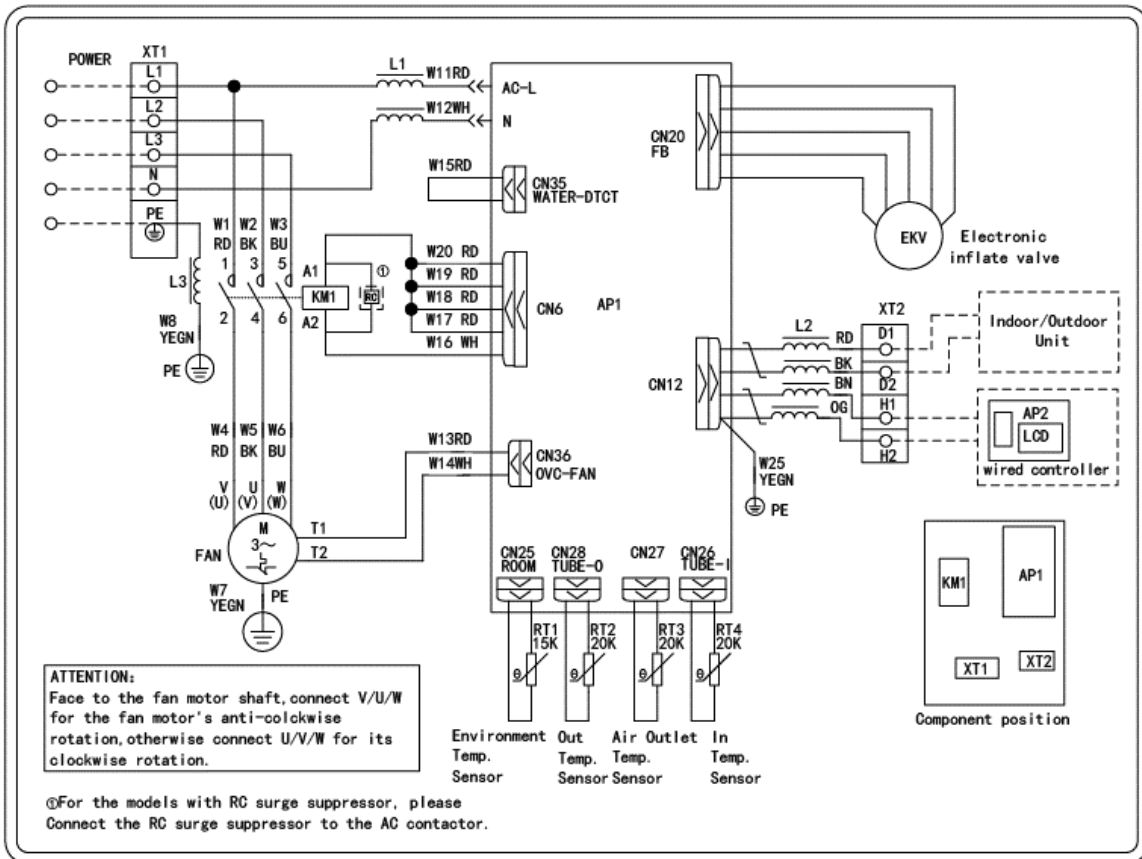 POWER
XT1
L1
L2
L3
N
PE
L1
W11RD
W12WH
AC-L
N
W15RD
CN35
WATER-DTCT
CN20
FB
EKV
Electronic
inflate valve
W1 W2 W3
RD BK BU
1 3 5
2 4 6
L3
W8
YEGN
PE
A1
KM1
A2
①
RC
W20 RD
W19 RD
W18 RD
W17 RD
W16 WH
CN6
AP1
CN12
L2
RD
BK
BN
OG
XT2
D1
D2
H1
H2
Indoor/Outdoor
Unit
AP2
LCD
wired controller
W25
YEGN
PE
W4 W5 W6
RD BK BU
V U W
(U) (V) (W)
M
3~
FAN
T1
T2
W13RD
W14WH
CN36
OVC-FAN
W7
YEGN
PE
CN25 CN28 CN27 CN26
ROOM TUBE-O TUBE-I
RT1 RT2 RT3 RT4
15K 20K 20K 20K
θ θ θ θ
Environment
Temp.
Sensor
Out
Temp.
Sensor
Air Outlet
Temp.
Sensor
In
Temp.
Sensor
KM1
AP1
XT1
XT2
Component position
ATTENTION:
Face to the fan motor shaft,connect V/U/W
for the fan motor's anti-colckwise
rotation,otherwise connect U/V/W for its
clockwise rotation.
①For the models with RC surge suppressor, please
Connect the RC surge suppressor to the AC contactor.